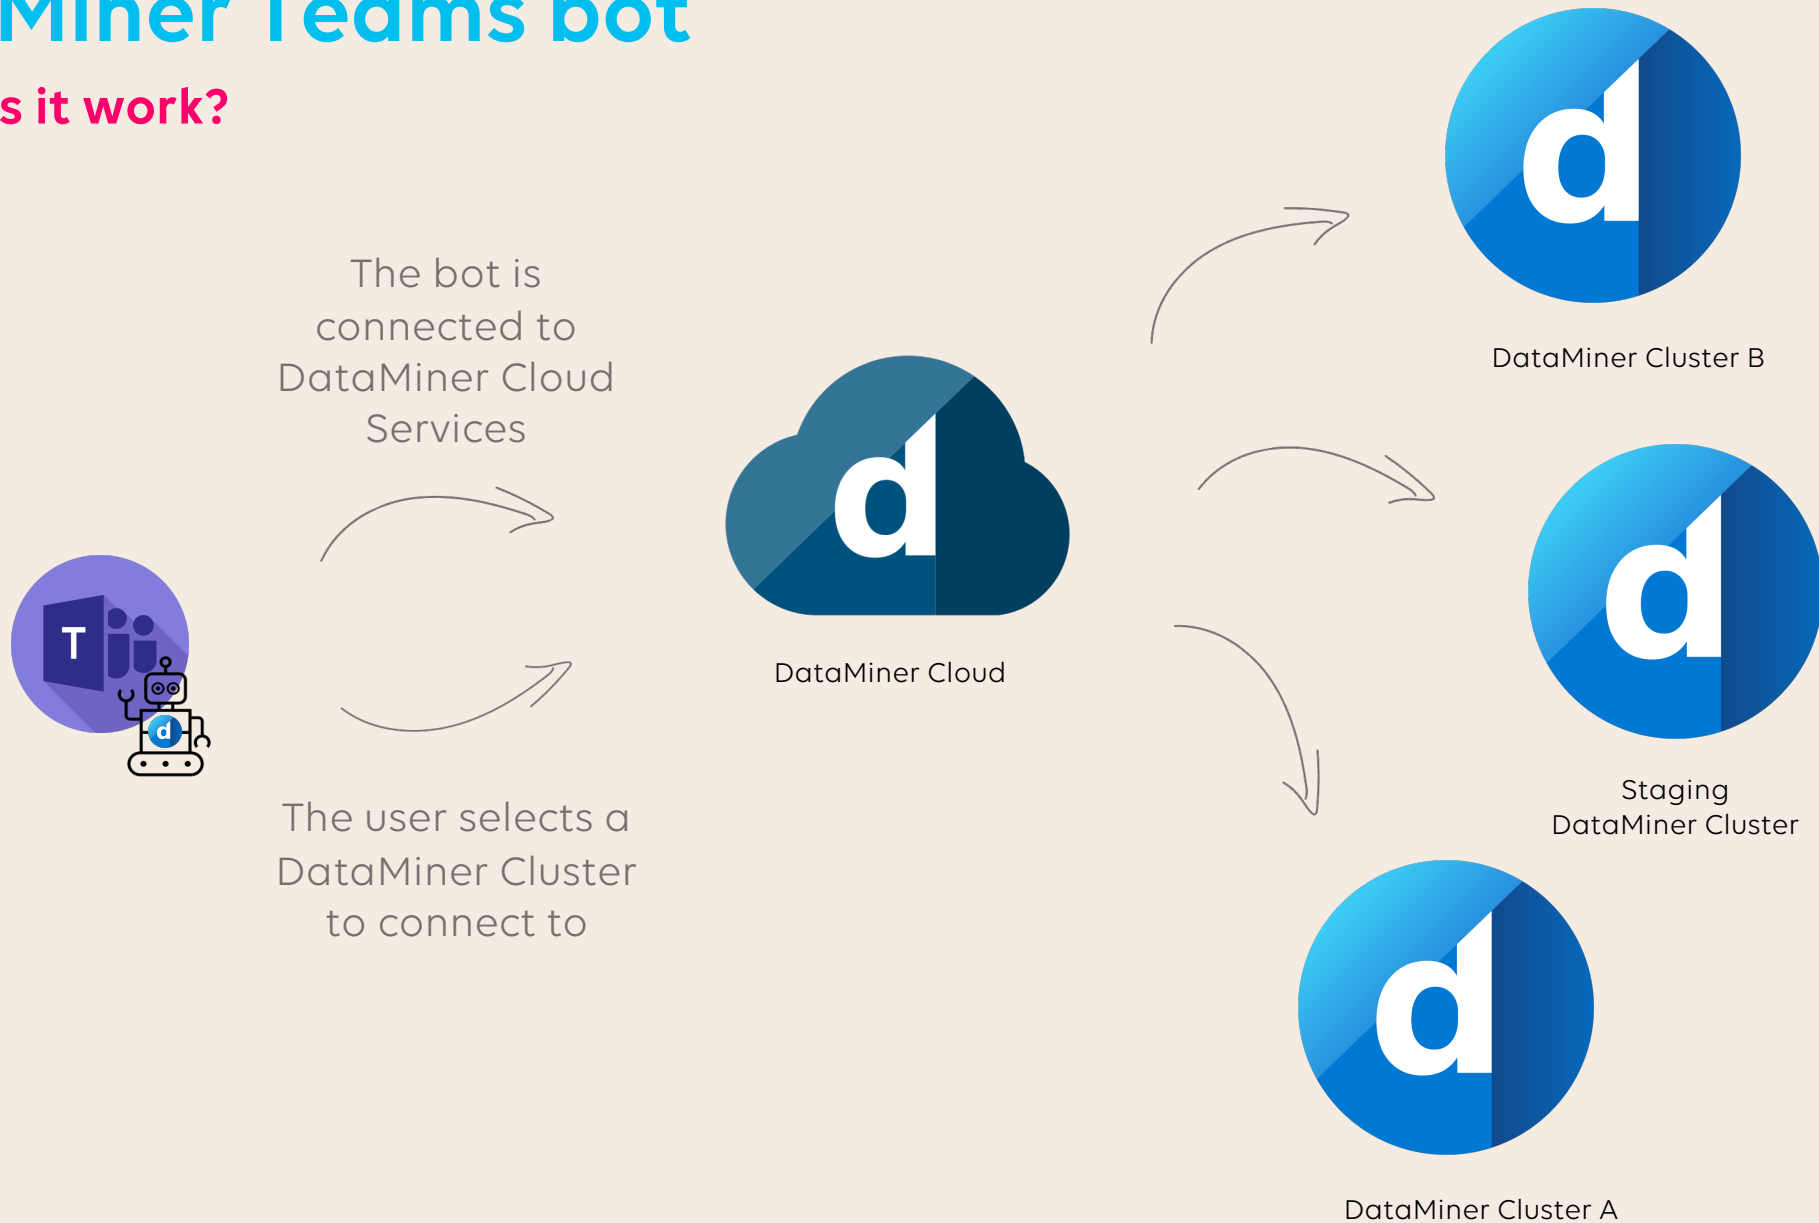 Miner Teams bot
s it work?
The bot is
connected to
DataMiner Cloud
Services
T
d
The user selects a
DataMiner Cluster
to connect to
d
DataMiner Cloud
d
DataMiner Cluster B
d
Staging
DataMiner Cluster
d
DataMiner Cluster A